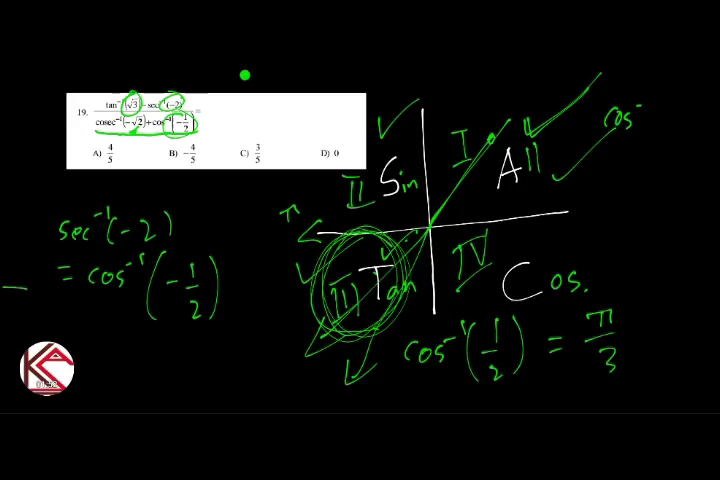 19. tan⁻¹(√3) - sec⁻¹(-2) / cosec⁻¹(-√2) + cos⁻¹(-1/2) =
A) 4/5 B) -4/5 C) 3/5 D) 0
cos⁻
I
II Sin All
π
sec⁻¹(-2)
III Tan IV Cos.
= cos⁻¹(-1/2)
cos⁻¹(1/2) = π/3